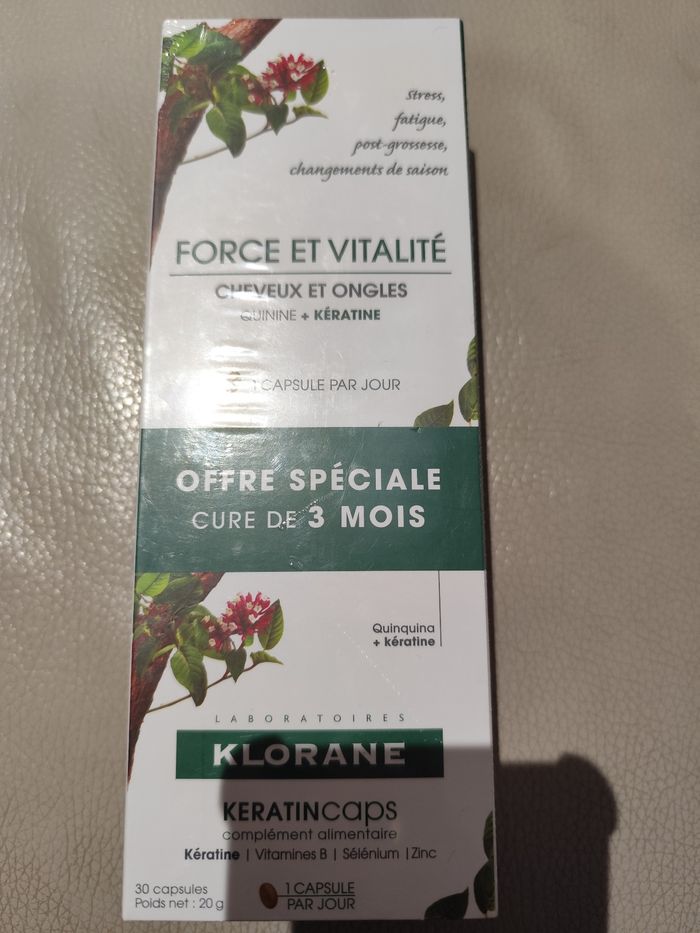 Stress,
fatigue,
post-grossesse,
changements de saison
FORCE ET VITALITÉ
CHEVEUX ET ONGLES
QUININE + KÉRATINE
1 CAPSULE PAR JOUR
OFFRE SPÉCIALE
CURE DE 3 MOIS
Quinquina
+ kératine
LABORATOIRES
KLORANE
KERATINcaps
complément alimentaire
Kératine | Vitamines B | Sélénium | Zinc
30 capsules
Poids net : 20 g
1 CAPSULE
PAR JOUR